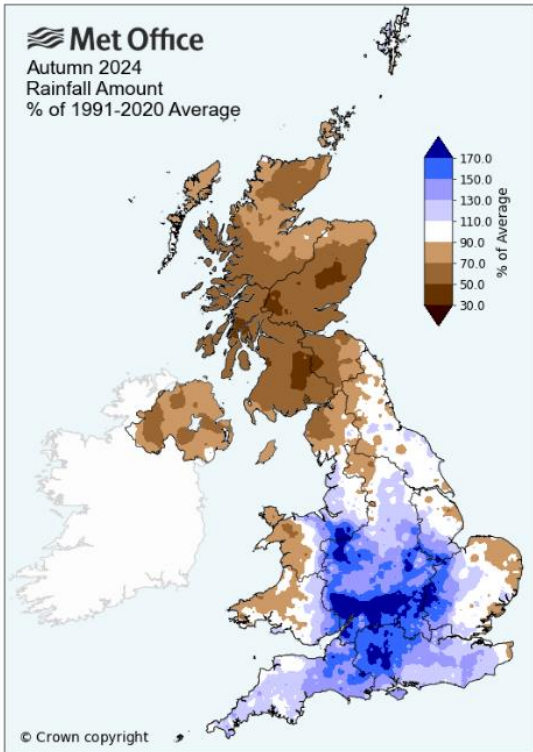 Met Office
Autumn 2024
Rainfall Amount
% of 1991-2020 Average
170.0
150.0
130.0
110.0
90.0
70.0
50.0
30.0
% of Average
© Crown copyright